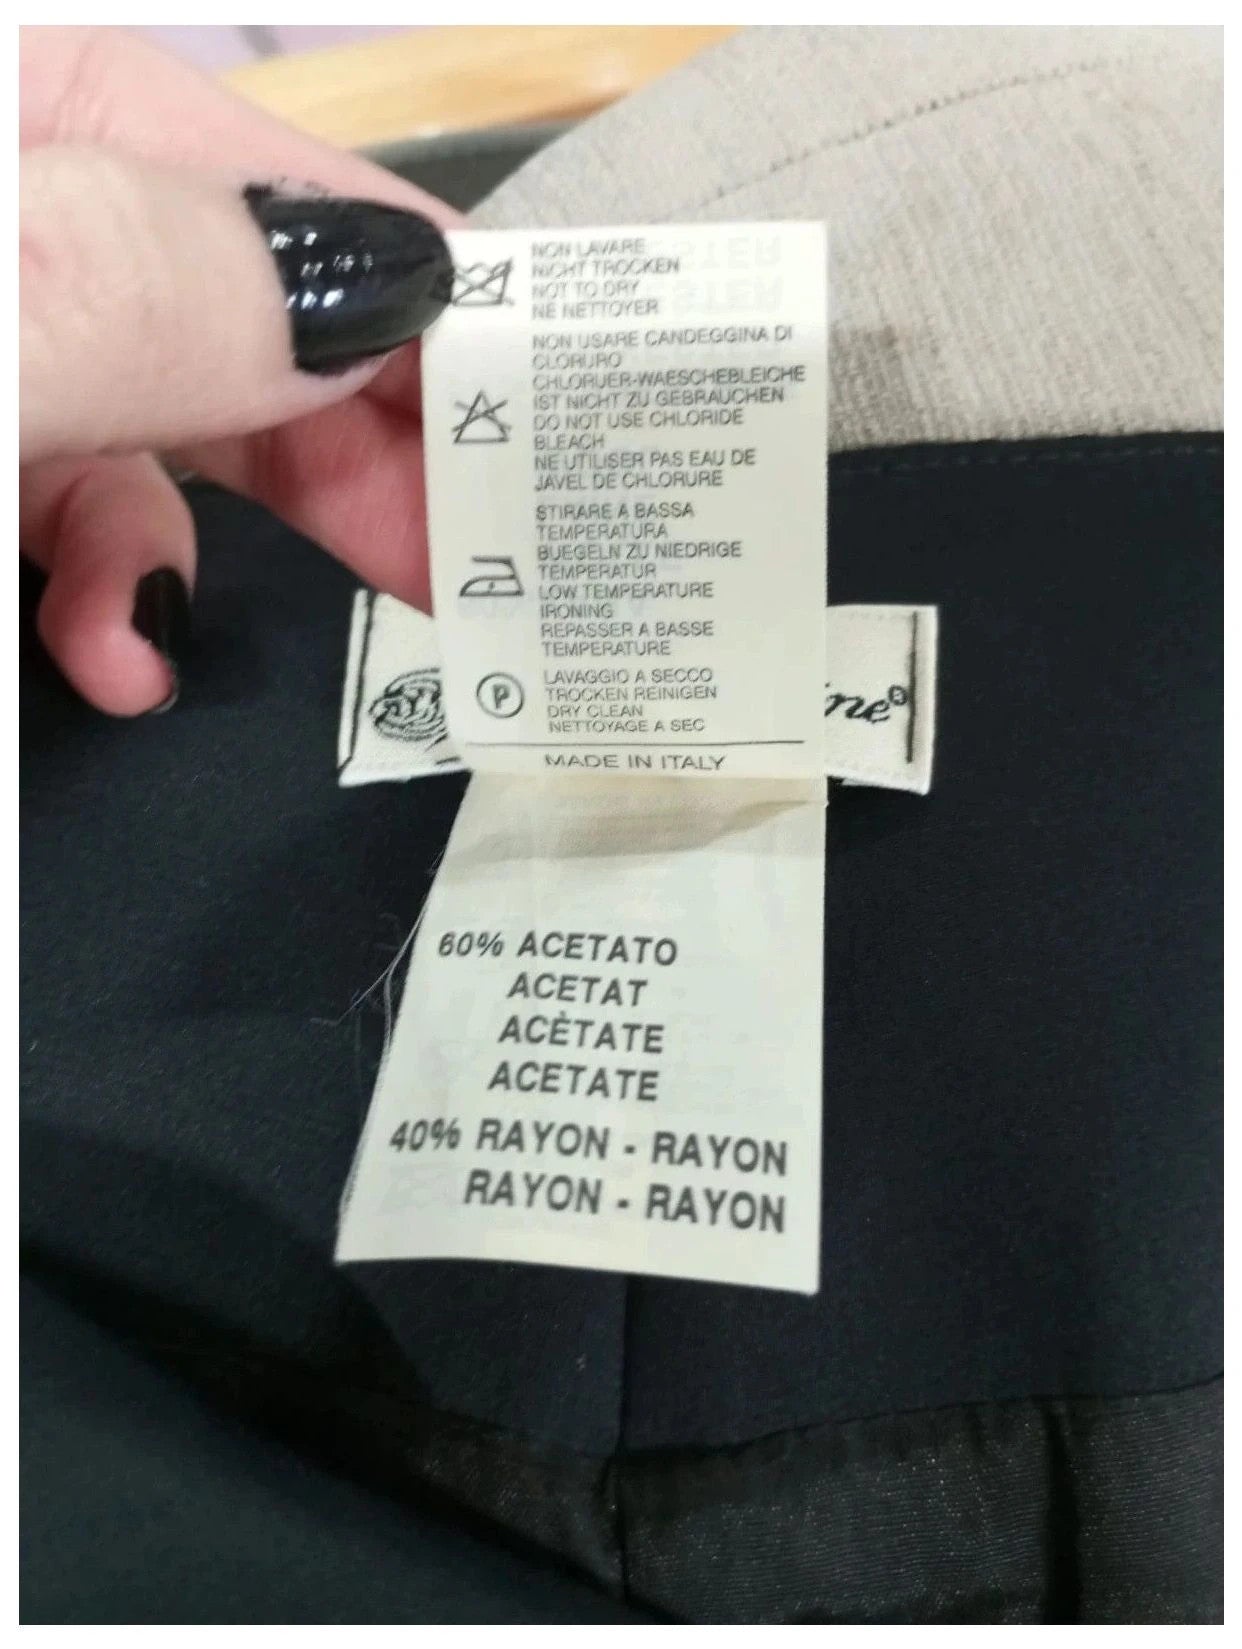 NON LAVARE
NICHT TROCKEN
NOT TO DRY
NE NETTOYER
NON USARE CANDEGGINA DI
CLORURO
CHLORUER-WAESCHEBLEICHE
IST NICHT ZU GEBRAUCHEN
DO NOT USE CHLORIDE
BLEACH
NE UTILISER PAS EAU DE
JAVEL DE CHLORURE
STIRARE A BASSA
TEMPERATURA
BUEGELN ZU NIEDRIGE
TEMPERATUR
LOW TEMPERATURE
IRONING
REPASSER A BASSE
TEMPERATURE
P
LAVAGGIO A SECCO
TROCKEN REINIGEN
DRY CLEAN
NETTOYAGE A SEC
MADE IN ITALY
60% ACETATO
ACETAT
ACÈTATE
ACETATE
40% RAYON - RAYON
RAYON - RAYON